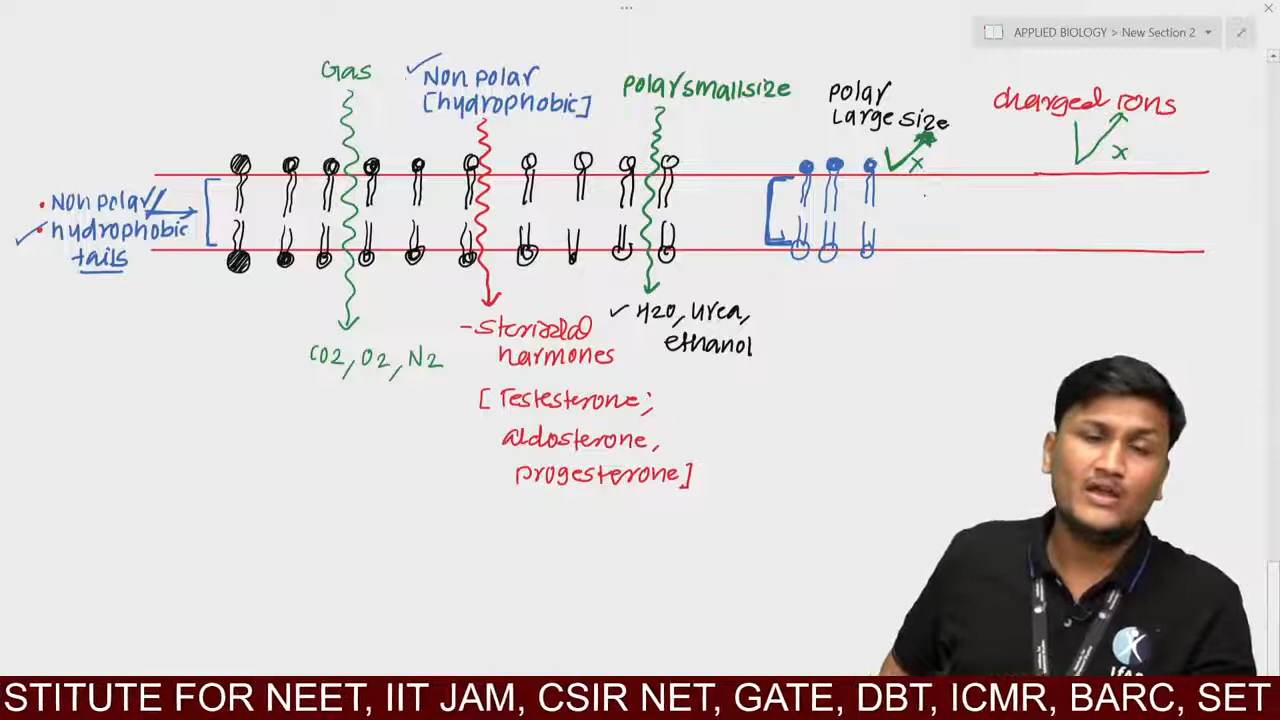 APPLIED BIOLOGY > New Section 2
Gas
Non polar
[hydrophobic]
polar small size
polar
Large size
x
charged ions
x
• Non polar
• hydrophobic
tails
CO2, O2, N2
- Steriodal
harmones
[Testesterone;
aldosterone,
progesterone]
H2O, Urea,
ethanol
STITUTE FOR NEET, IIT JAM, CSIR NET, GATE, DBT, ICMR, BARC, SET